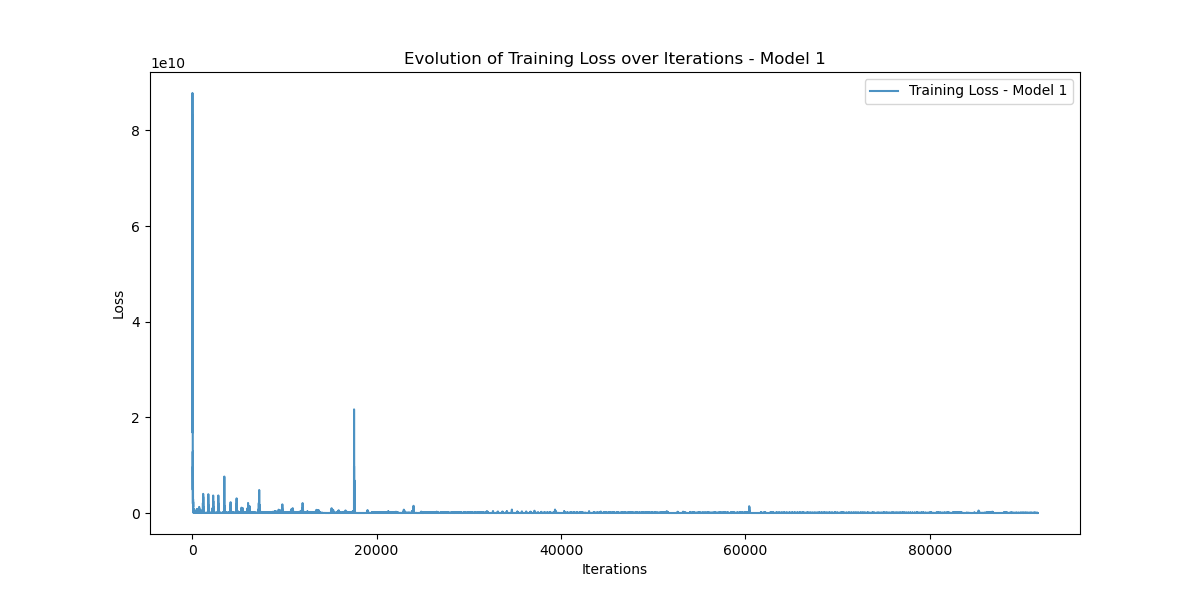 Evolution of Training Loss over Iterations - Model 1
1e10
Training Loss - Model 1
8
6
4
2
0
Loss
0 20000 40000 60000 80000
Iterations